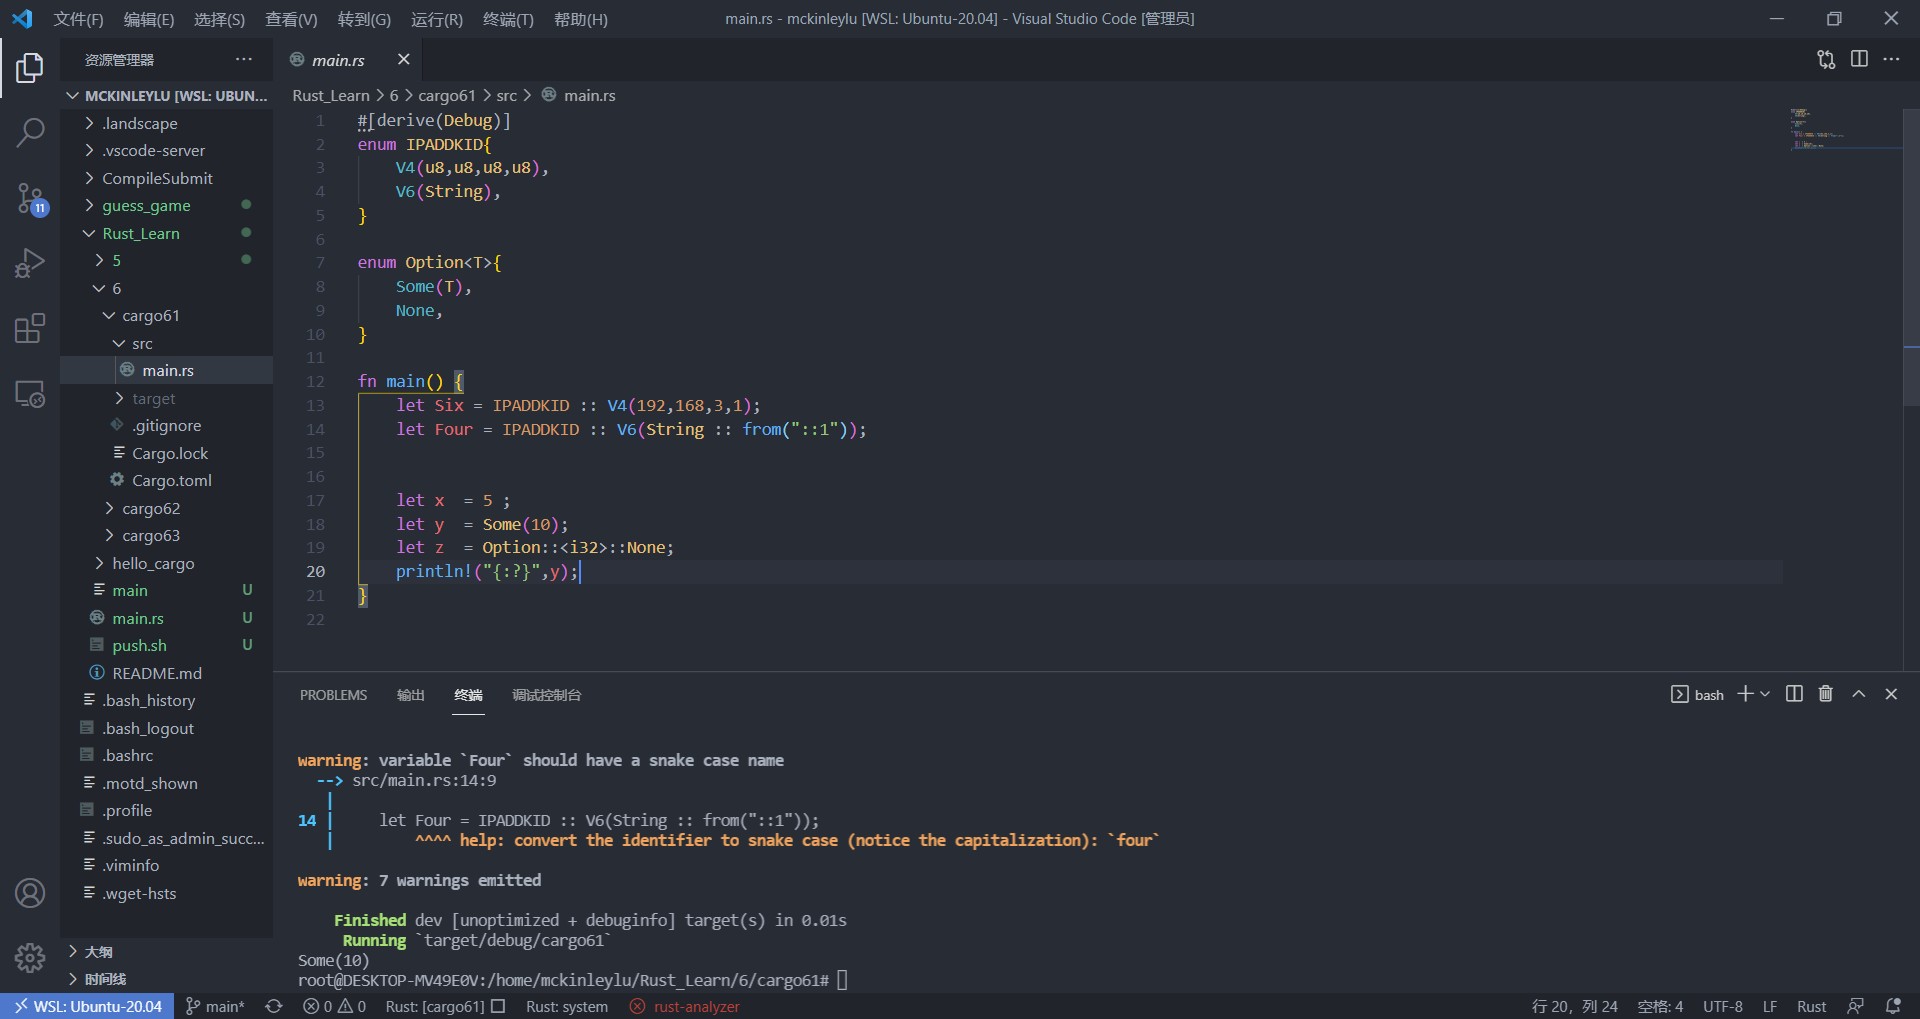 文件(F) 编辑(E) 选择(S) 查看(V) 转到(G) 运行(R) 终端(T) 帮助(H) main.rs - mckinleylu [WSL: Ubuntu-20.04] - Visual Studio Code [管理员]
资源管理器
MCKINLEYLU [WSL: UBUN...
.landscape
.vscode-server
CompileSubmit
guess_game
Rust_Learn
5
6
cargo61
src
main.rs
target
.gitignore
Cargo.lock
Cargo.toml
cargo62
cargo63
hello_cargo
main U
main.rs U
push.sh U
README.md
.bash_history
.bash_logout
.bashrc
.motd_shown
.profile
.sudo_as_admin_succ...
.viminfo
.wget-hsts
大纲
时间线
11
main.rs
Rust_Learn > 6 > cargo61 > src > main.rs
1 #[derive(Debug)]
2 enum IPADDKID{
3 V4(u8,u8,u8,u8),
4 V6(String),
5 }
6
7 enum Option<T>{
8 Some(T),
9 None,
10 }
11
12 fn main() {
13 let Six = IPADDKID :: V4(192,168,3,1);
14 let Four = IPADDKID :: V6(String :: from("::1"));
15
16
17 let x  = 5 ;
18 let y  = Some(10);
19 let z  = Option::<i32>::None;
20 println!("{:?}",y);
21 }
22
PROBLEMS 输出 终端 调试控制台 bash
warning: variable `Four` should have a snake case name
--> src/main.rs:14:9
|
14 | let Four = IPADDKID :: V6(String :: from("::1"));
| ^^^^ help: convert the identifier to snake case (notice the capitalization): `four`
warning: 7 warnings emitted
Finished dev [unoptimized + debuginfo] target(s) in 0.01s
Running `target/debug/cargo61`
Some(10)
root@DESKTOP-MV49E0V:/home/mckinleylu/Rust_Learn/6/cargo61#
WSL: Ubuntu-20.04 main* 0 0 Rust: [cargo61] Rust: system rust-analyzer 行 20，列 24 空格: 4 UTF-8 LF Rust